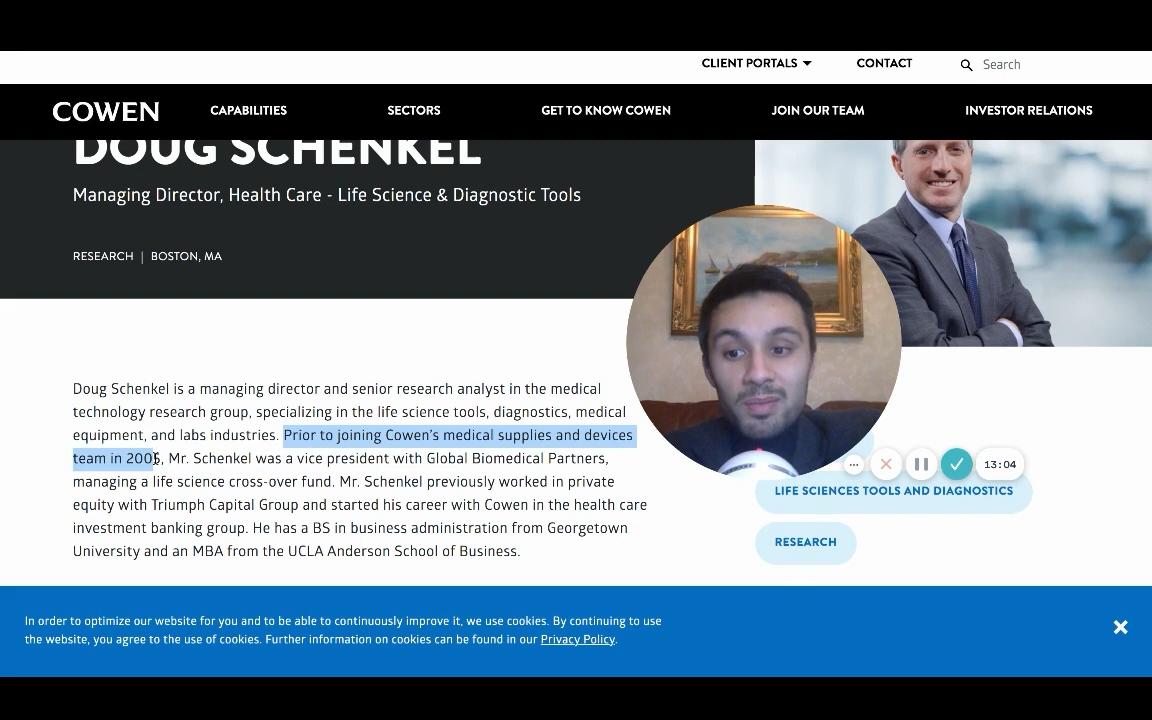 CLIENT PORTALS
CONTACT
Search
COWEN
CAPABILITIES
SECTORS
GET TO KNOW COWEN
JOIN OUR TEAM
INVESTOR RELATIONS
DOUG SCHENKEL
Managing Director, Health Care - Life Science & Diagnostic Tools
RESEARCH | BOSTON, MA
Doug Schenkel is a managing director and senior research analyst in the medical
technology research group, specializing in the life science tools, diagnostics, medical
equipment, and labs industries. Prior to joining Cowen's medical supplies and devices
team in 2006, Mr. Schenkel was a vice president with Global Biomedical Partners,
managing a life science cross-over fund. Mr. Schenkel previously worked in private
equity with Triumph Capital Group and started his career with Cowen in the health care
investment banking group. He has a BS in business administration from Georgetown
University and an MBA from the UCLA Anderson School of Business.
13:04
LIFE SCIENCES TOOLS AND DIAGNOSTICS
RESEARCH
In order to optimize our website for you and to be able to continuously improve it, we use cookies. By continuing to use
the website, you agree to the use of cookies. Further information on cookies can be found in our Privacy Policy.